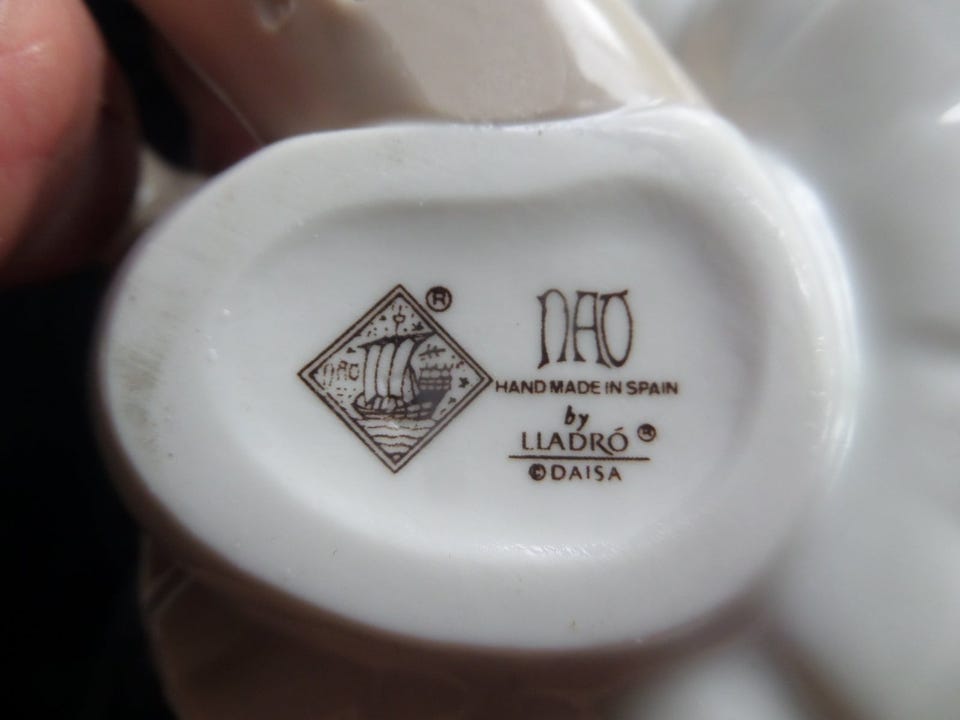 NAO ®
NAO
HAND MADE IN SPAIN
by
LLADRÓ ®
© DAISA